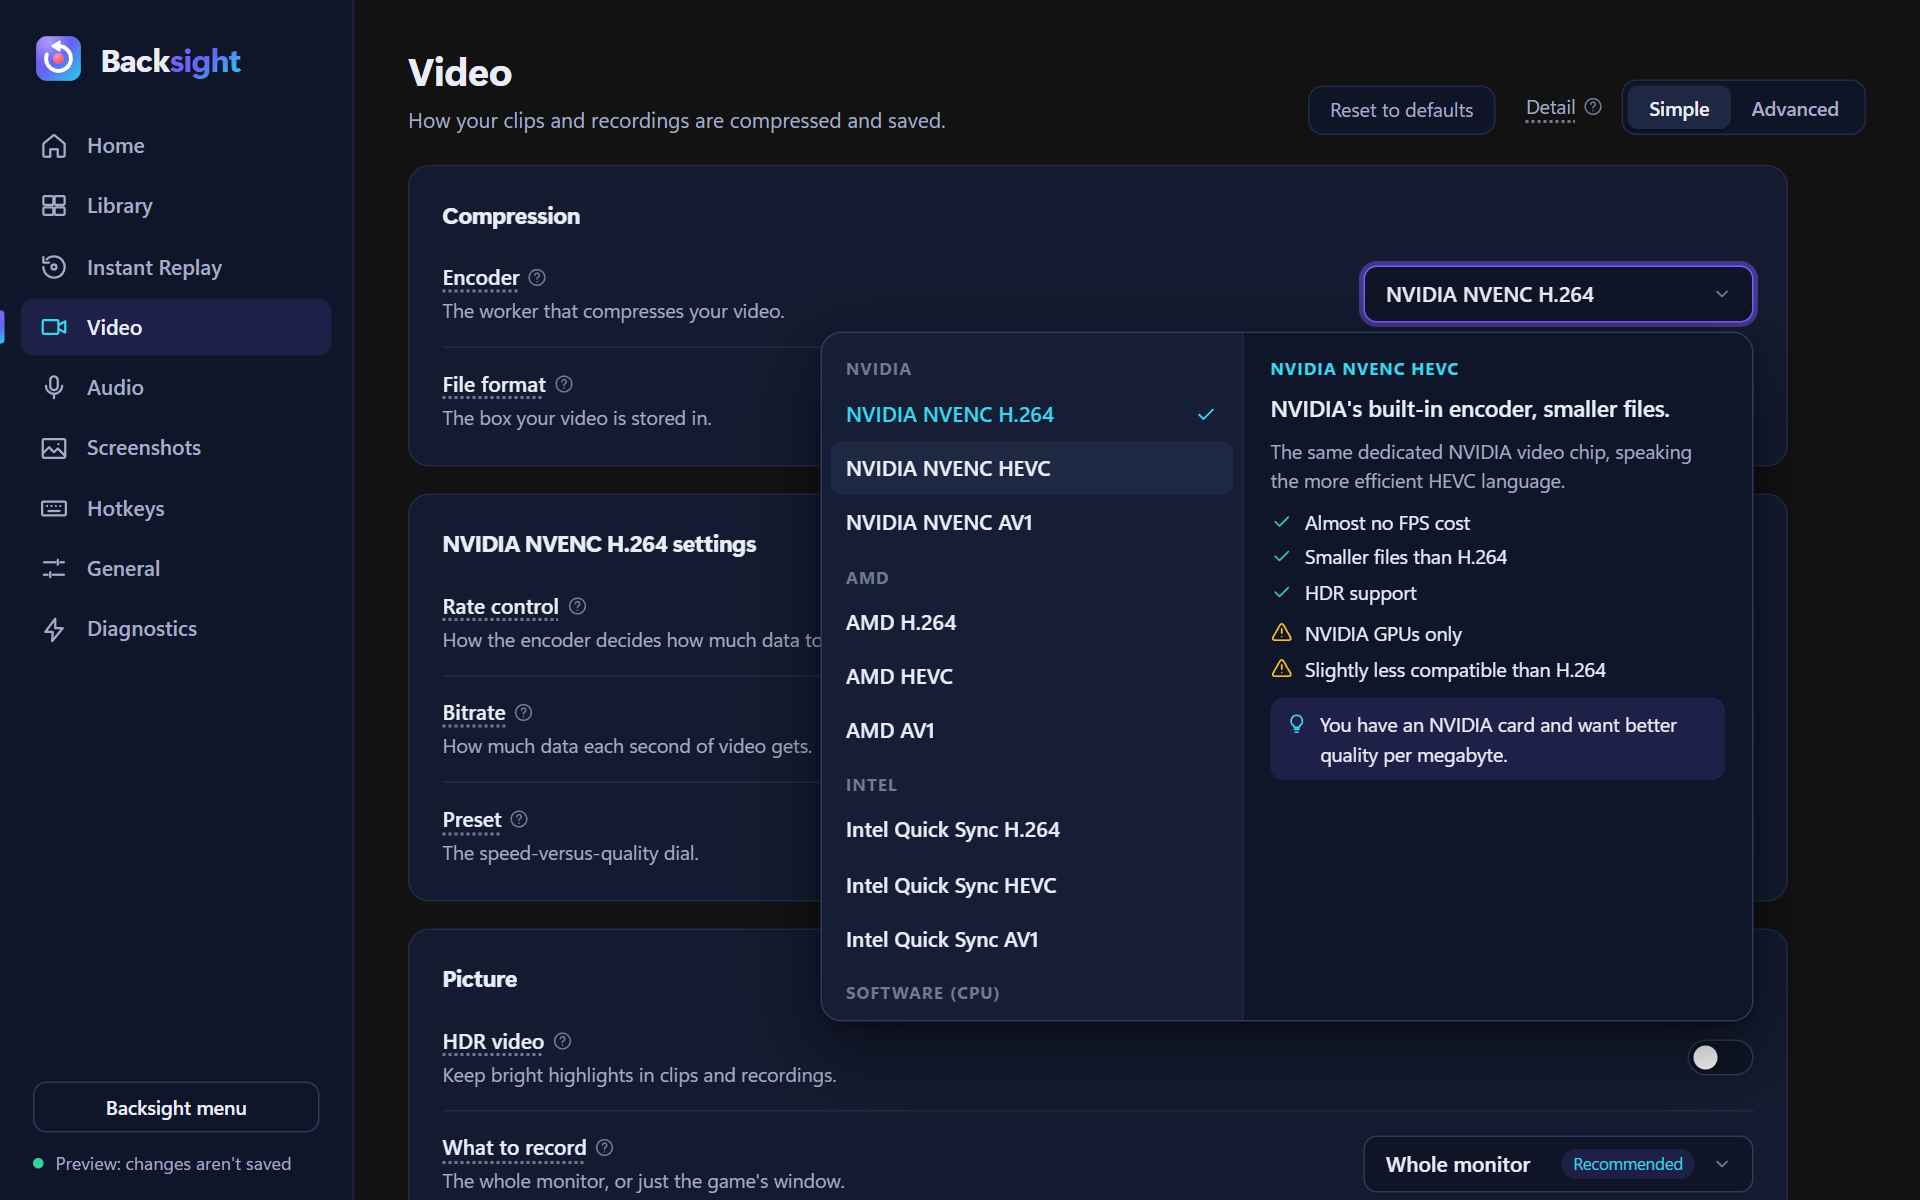 Backsight
Home
Library
Instant Replay
Video
Audio
Screenshots
Hotkeys
General
Diagnostics
Backsight menu
Preview: changes aren't saved
Video
How your clips and recordings are compressed and saved.
Reset to defaults
Detail
Simple
Advanced
Compression
Encoder
The worker that compresses your video.
NVIDIA NVENC H.264
File format
The box your video is stored in.
NVIDIA NVENC H.264 settings
Rate control
How the encoder decides how much data to
Bitrate
How much data each second of video gets.
Preset
The speed-versus-quality dial.
NVIDIA
NVIDIA NVENC H.264
NVIDIA NVENC HEVC
NVIDIA NVENC AV1
AMD
AMD H.264
AMD HEVC
AMD AV1
INTEL
Intel Quick Sync H.264
Intel Quick Sync HEVC
Intel Quick Sync AV1
SOFTWARE (CPU)
NVIDIA NVENC HEVC
NVIDIA's built-in encoder, smaller files.
The same dedicated NVIDIA video chip, speaking
the more efficient HEVC language.
Almost no FPS cost
Smaller files than H.264
HDR support
NVIDIA GPUs only
Slightly less compatible than H.264
You have an NVIDIA card and want better
quality per megabyte.
Picture
HDR video
Keep bright highlights in clips and recordings.
What to record
The whole monitor, or just the game's window.
Whole monitor
Recommended